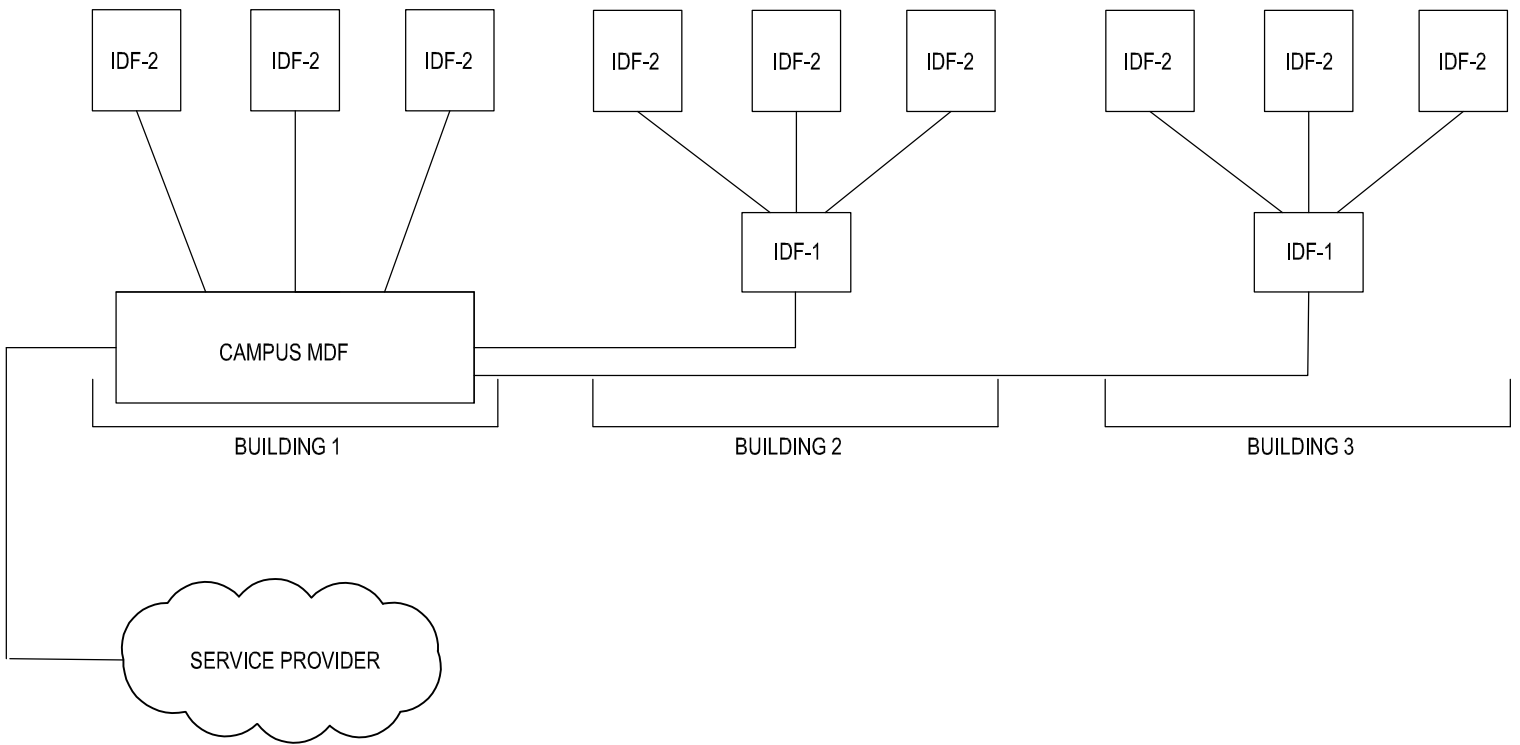 IDF-2
IDF-2
IDF-2
IDF-2
IDF-2
IDF-2
IDF-2
IDF-2
IDF-2
IDF-1
IDF-1
CAMPUS MDF
BUILDING 1
BUILDING 2
BUILDING 3
SERVICE PROVIDER